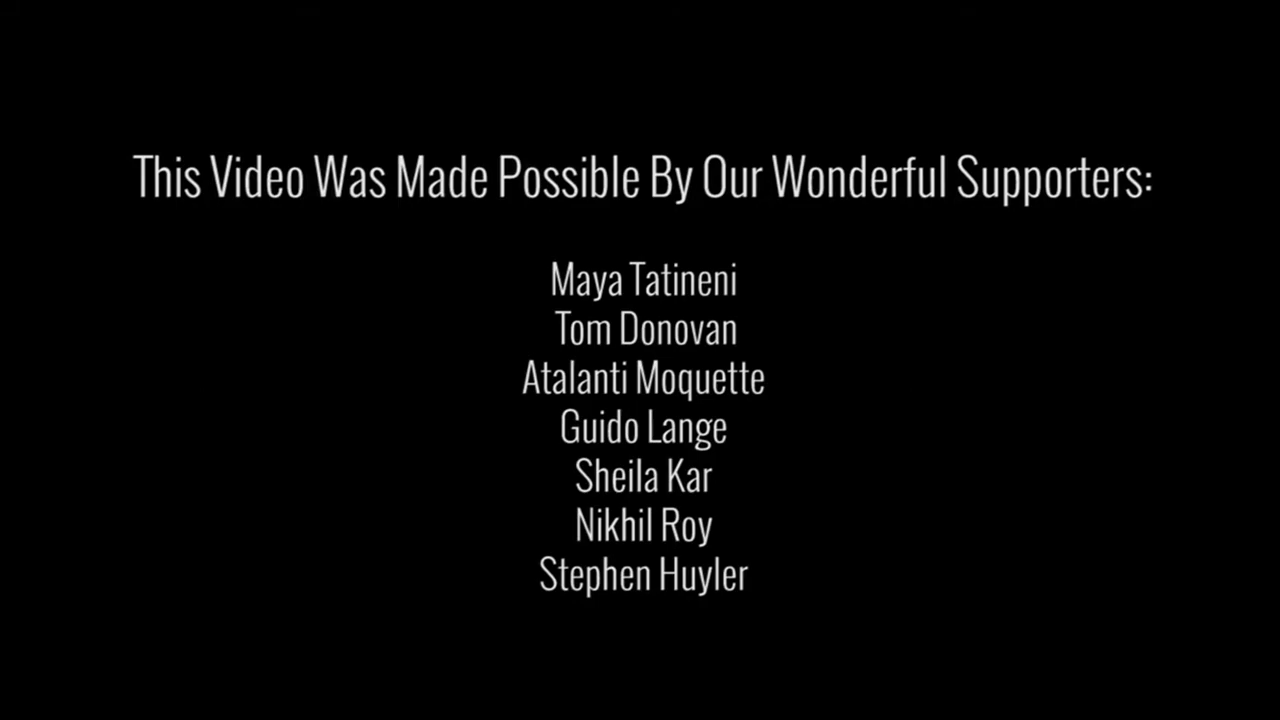 This Video Was Made Possible By Our Wonderful Supporters:
Maya Tatineni
Tom Donovan
Atalanti Moquette
Guido Lange
Sheila Kar
Nikhil Roy
Stephen Huyler